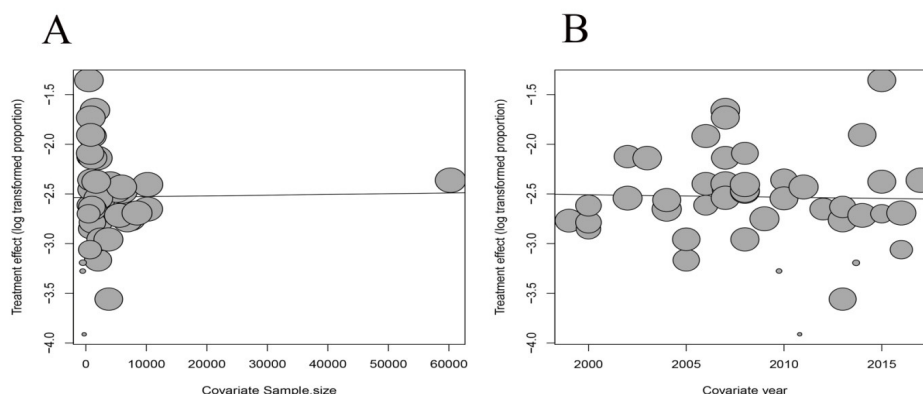 A
B
Treatment effect (log transformed proportion)
-1.5
-2.0
-2.5
-3.0
-3.5
-4.0
0 10000 20000 30000 40000 50000 60000
Covariate Sample.size
Treatment effect (log transformed proportion)
-1.5
-2.0
-2.5
-3.0
-3.5
-4.0
2000 2005 2010 2015
Covariate year